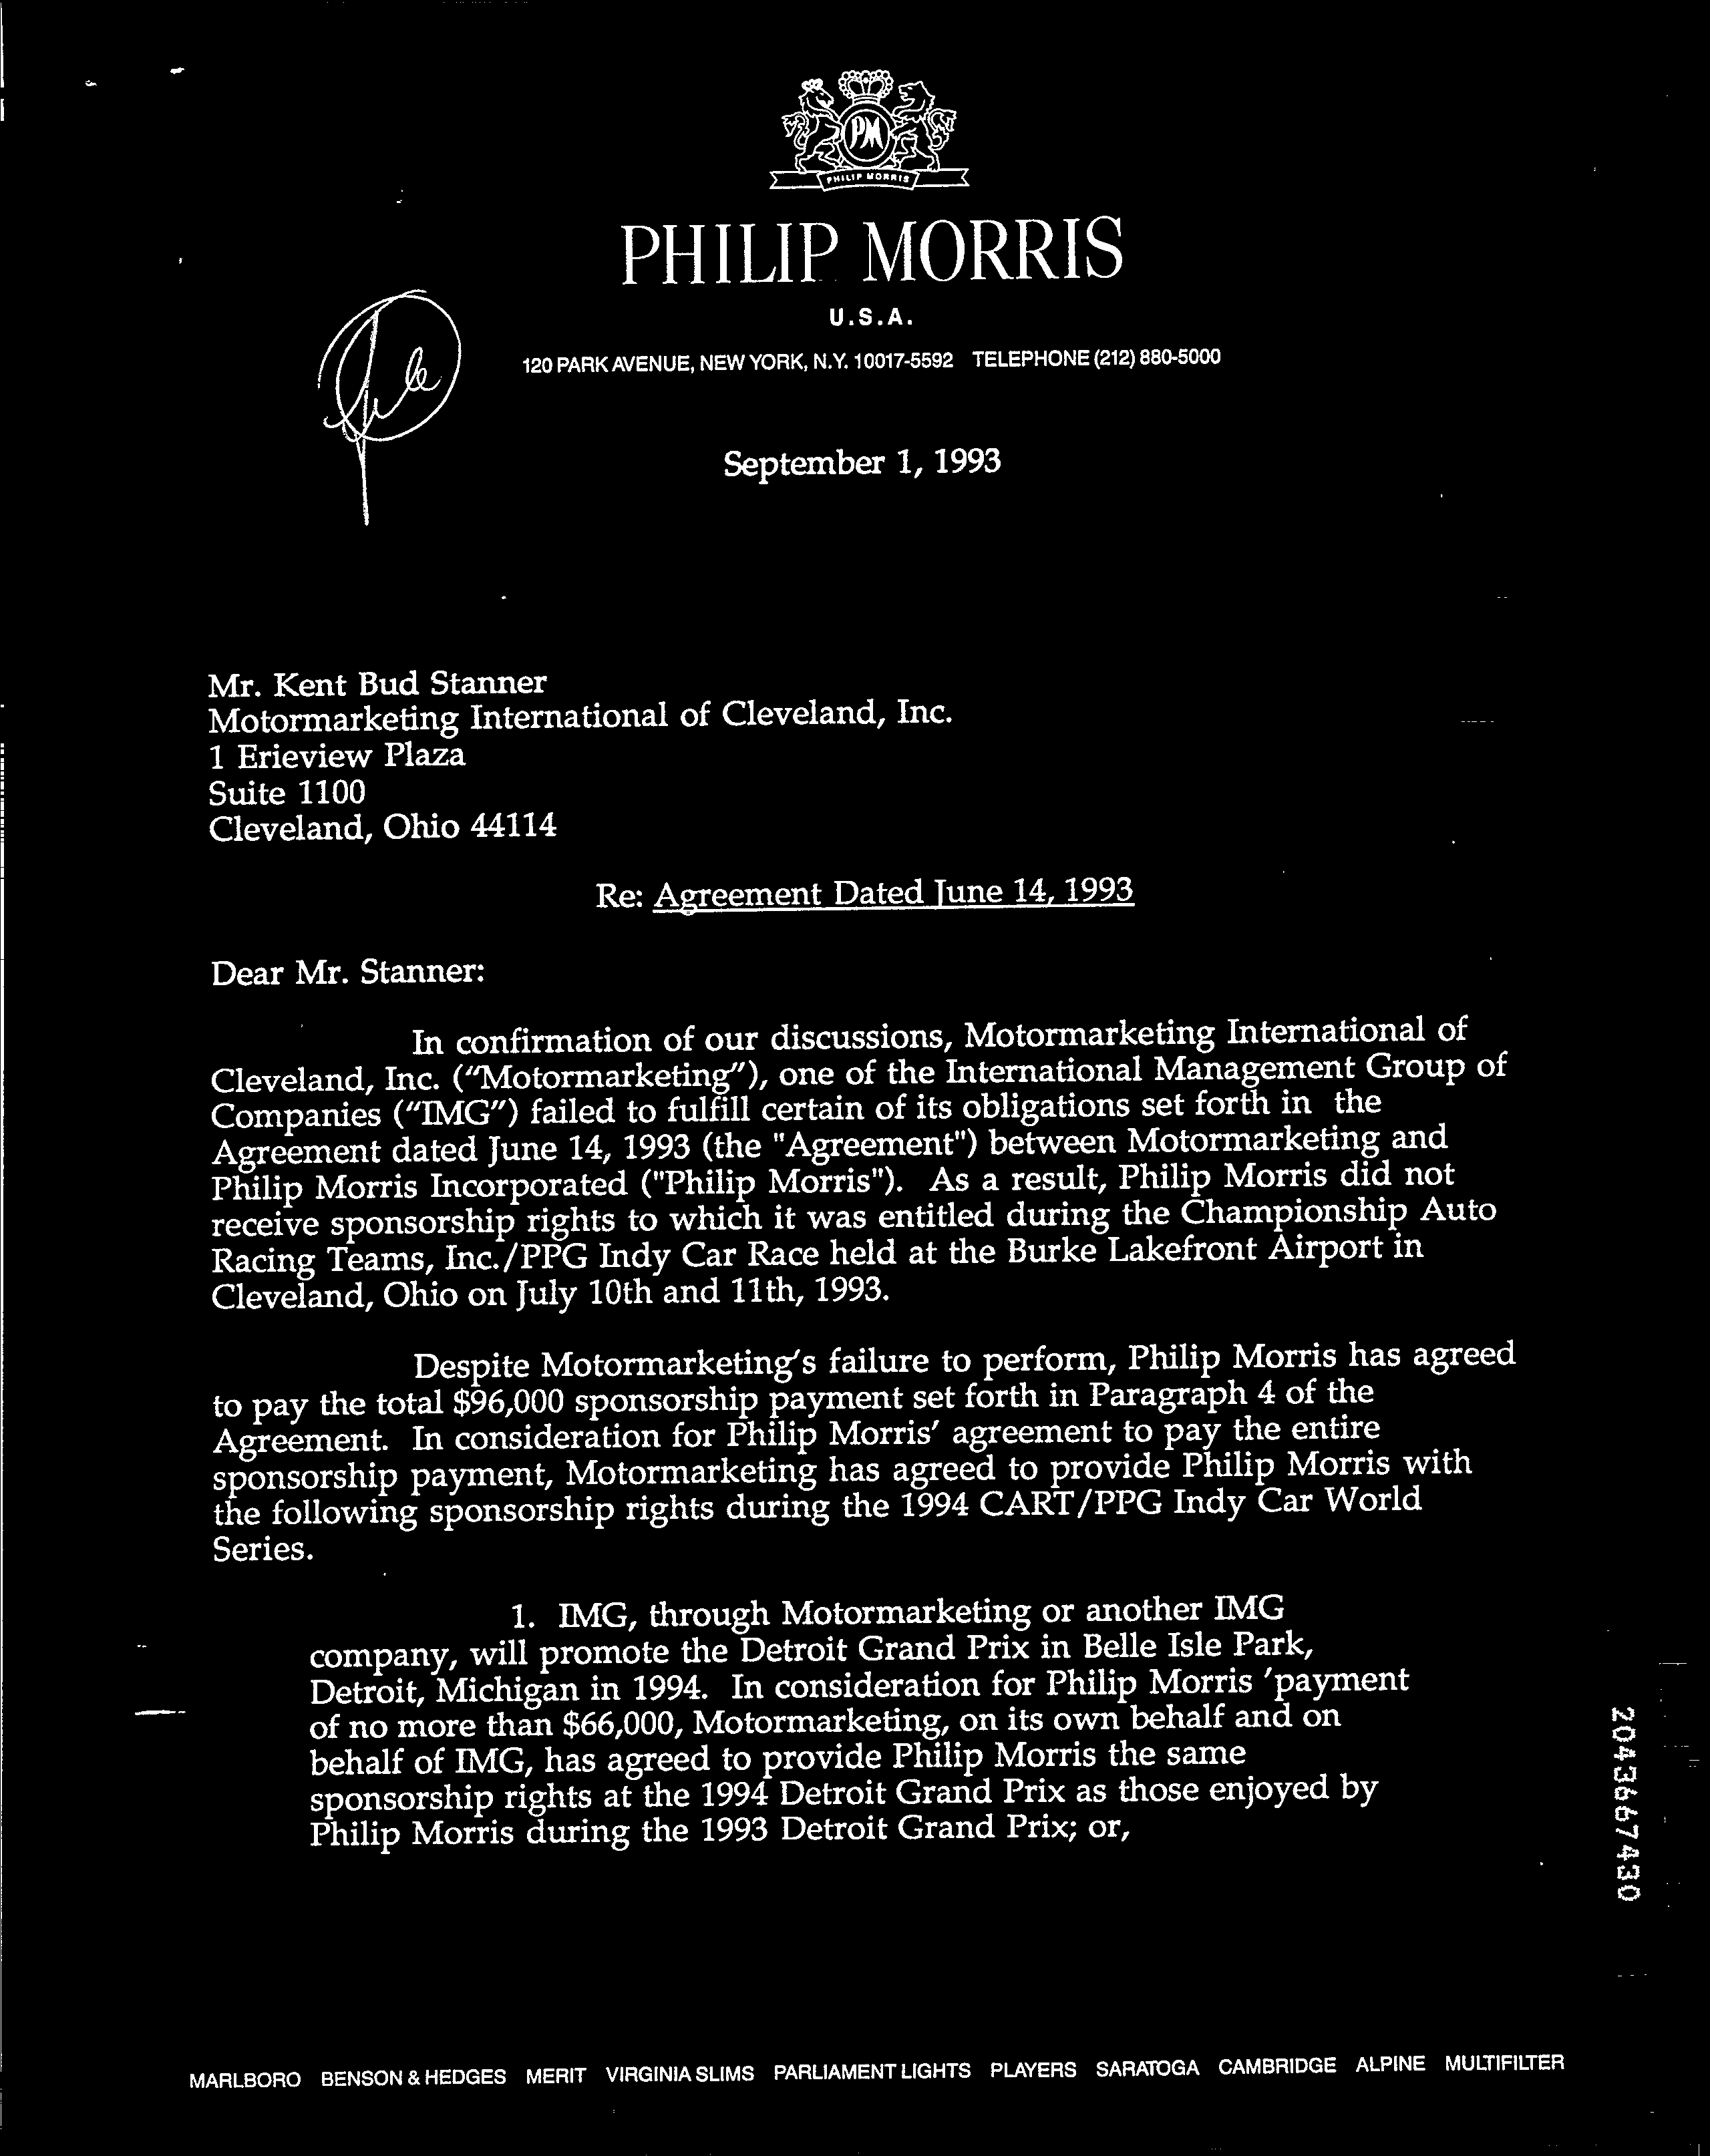 PM
PHILIP MORRIS
PHILIP MORRIS
U.S.A.
120 PARK AVENUE, NEW YORK, N.Y. 10017-5592 TELEPHONE (212) 880-5000
September 1, 1993
Mr. Kent Bud Stanner
Motormarketing International of Cleveland, Inc.
1 Erieview Plaza
Suite 1100
Cleveland, Ohio 44114
Re: Agreement Dated June 14, 1993
Dear Mr. Stanner:
In confirmation of our discussions, Motormarketing International of
Cleveland, Inc. ("Motormarketing"), one of the International Management Group of
Companies ("IMG") failed to fulfill certain of its obligations set forth in the
Agreement dated June 14, 1993 (the "Agreement") between Motormarketing and
Philip Morris Incorporated ("Philip Morris"). As a result, Philip Morris did not
receive sponsorship rights to which it was entitled during the Championship Auto
Racing Teams, Inc./PPG Indy Car Race held at the Burke Lakefront Airport in
Cleveland, Ohio on July 10th and 11th, 1993.
Despite Motormarketing's failure to perform, Philip Morris has agreed
to pay the total $96,000 sponsorship payment set forth in Paragraph 4 of the
Agreement. In consideration for Philip Morris' agreement to pay the entire
sponsorship payment, Motormarketing has agreed to provide Philip Morris with
the following sponsorship rights during the 1994 CART/PPG Indy Car World
Series.
1. IMG, through Motormarketing or another IMG
company, will promote the Detroit Grand Prix in Belle Isle Park,
Detroit, Michigan in 1994. In consideration for Philip Morris 'payment
of no more than $66,000, Motormarketing, on its own behalf and on
behalf of IMG, has agreed to provide Philip Morris the same
sponsorship rights at the 1994 Detroit Grand Prix as those enjoyed by
Philip Morris during the 1993 Detroit Grand Prix; or,
2043667430
MARLBORO BENSON & HEDGES MERIT VIRGINIA SLIMS PARLIAMENT LIGHTS PLAYERS SARATOGA CAMBRIDGE ALPINE MULTIFILTER